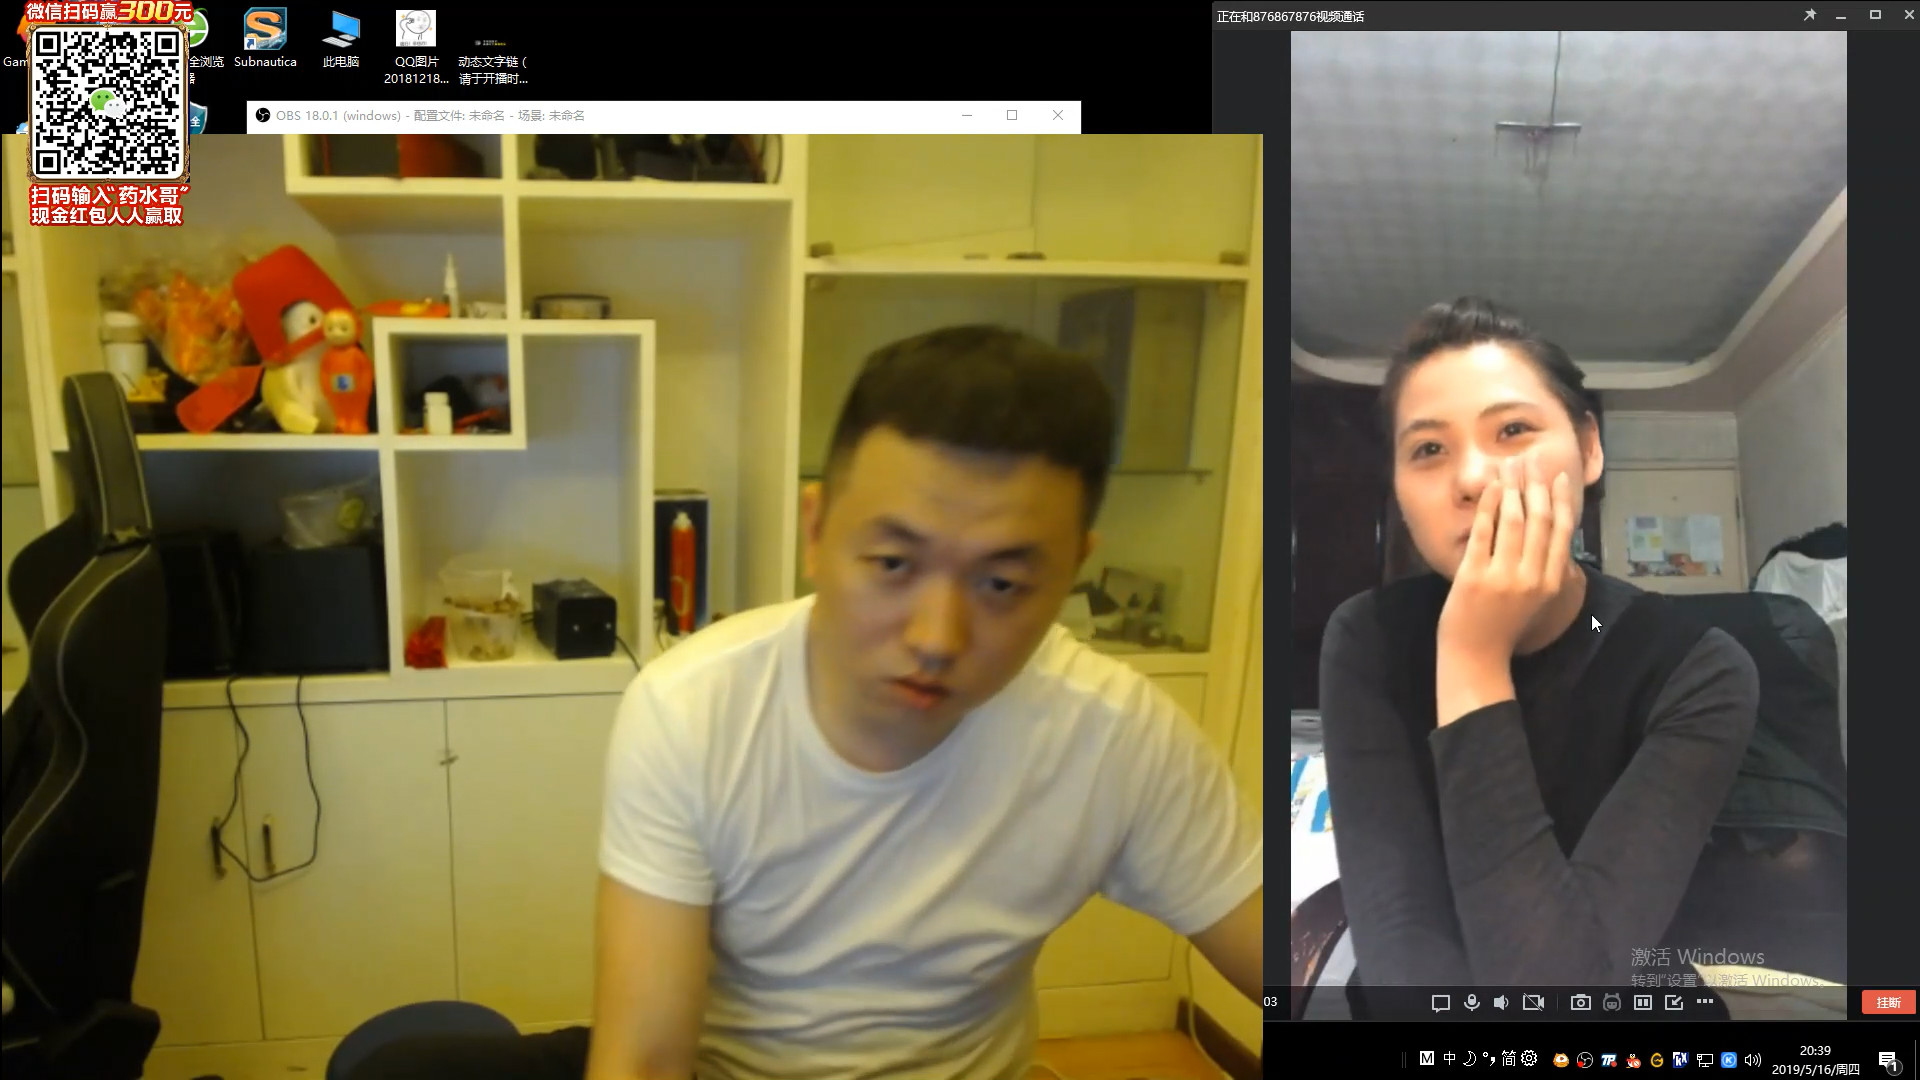 微信扫码赢300元
扫码输入“药水哥”
现金红包人人赢取
Gam
全浏览
器
Subnautica
此电脑
QQ图片
20181218...
动态文字链 (
请于开播时...
全
OBS 18.0.1 (windows) - 配置文件: 未命名 - 场景: 未命名
正在和876867876视频通话
激活 Windows
转到"设置"以激活 Windows。
03
挂断
M 中 简
20:39
2019/5/16/周四
1